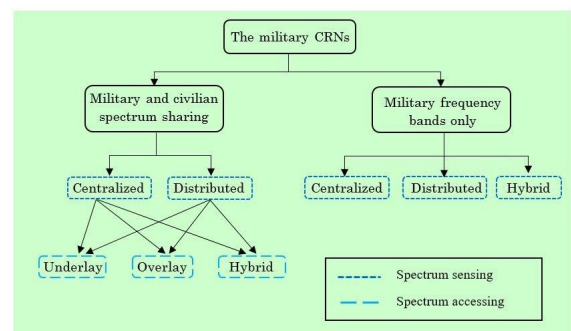 The military CRNs
Military and civilian
spectrum sharing
Military frequency
bands only
Centralized
Distributed
Centralized
Distributed
Hybrid
Underlay
Overlay
Hybrid
Spectrum sensing
Spectrum accessing